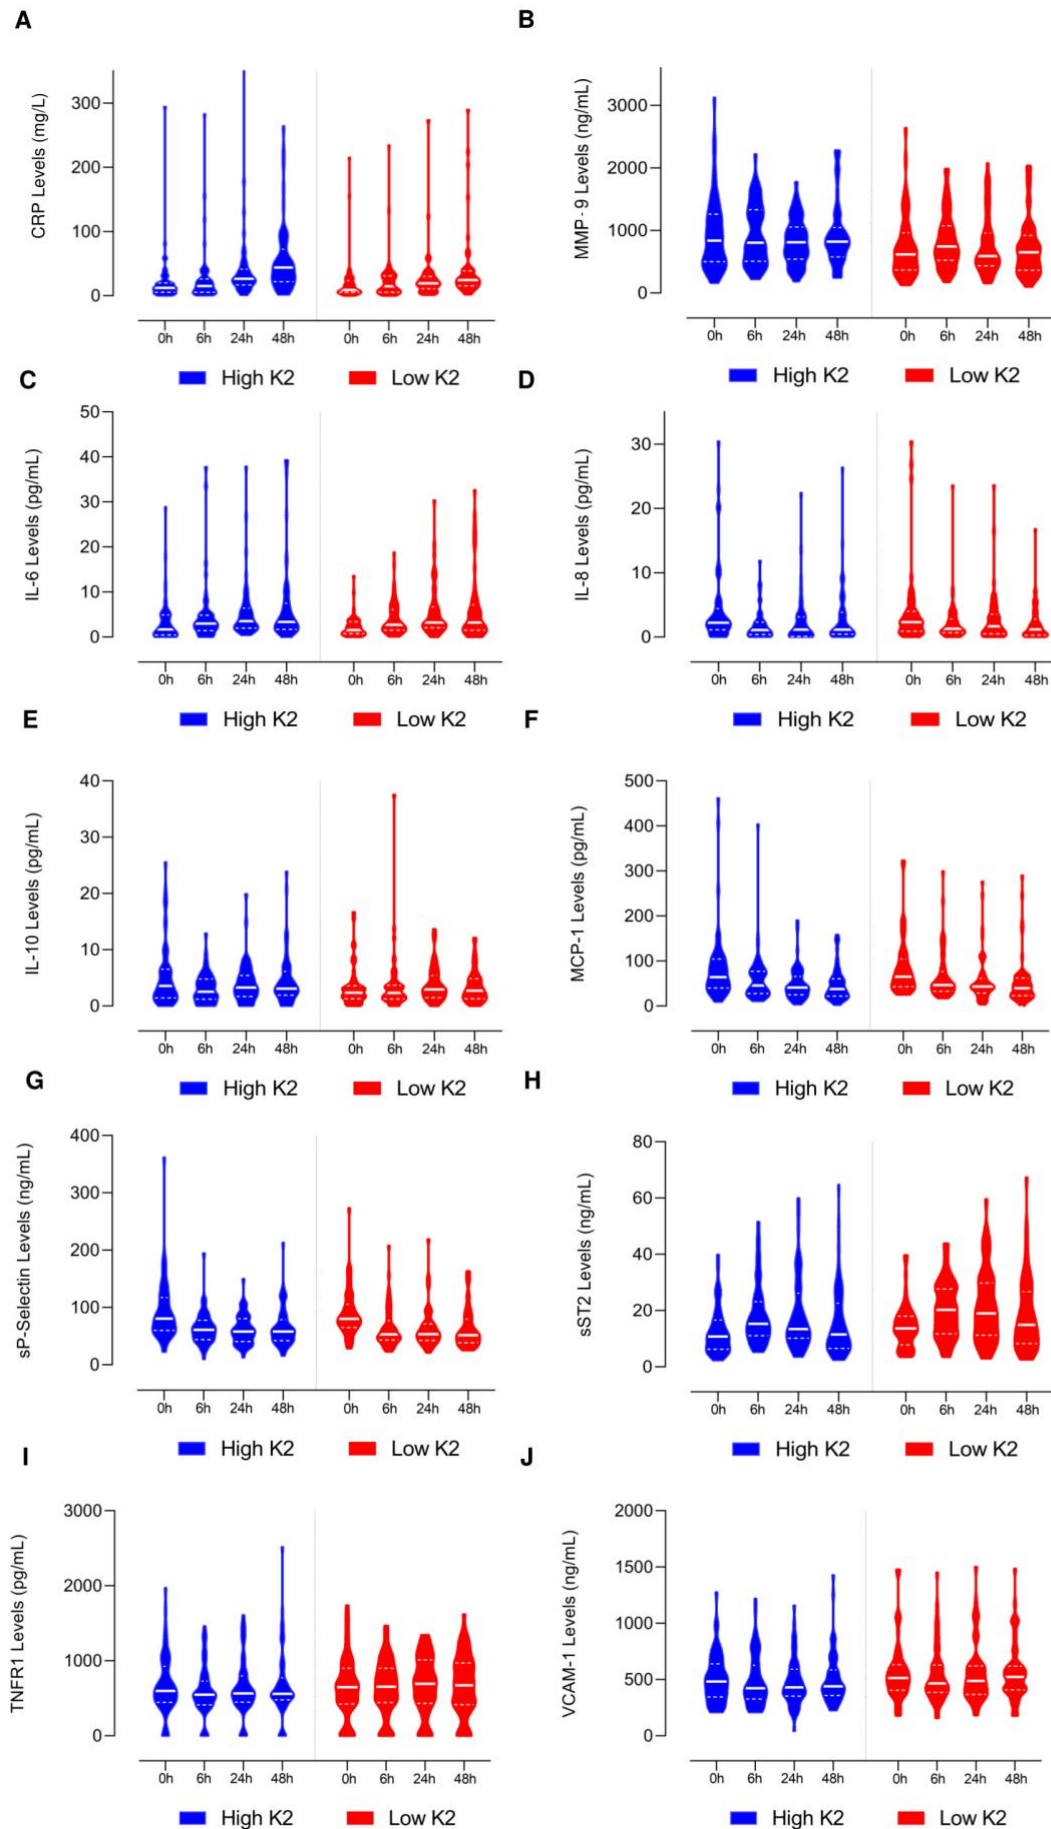 A
CRP Levels (mg/L)
300
200
100
0
0h 6h 24h 48h 0h 6h 24h 48h
High K2 Low K2
B
MMP-9 Levels (ng/mL)
3000
2000
1000
0
0h 6h 24h 48h 0h 6h 24h 48h
High K2 Low K2
C
IL-6 Levels (pg/mL)
50
40
30
20
10
0
0h 6h 24h 48h 0h 6h 24h 48h
High K2 Low K2
D
IL-8 Levels (pg/mL)
30
20
10
0
0h 6h 24h 48h 0h 6h 24h 48h
High K2 Low K2
E
IL-10 Levels (pg/mL)
40
30
20
10
0
0h 6h 24h 48h 0h 6h 24h 48h
High K2 Low K2
F
MCP-1 Levels (pg/mL)
500
400
300
200
100
0
0h 6h 24h 48h 0h 6h 24h 48h
High K2 Low K2
G
sP-Selectin Levels (ng/mL)
400
300
200
100
0
0h 6h 24h 48h 0h 6h 24h 48h
High K2 Low K2
H
sST2 Levels (ng/mL)
80
60
40
20
0
0h 6h 24h 48h 0h 6h 24h 48h
High K2 Low K2
I
TNFR1 Levels (pg/mL)
3000
2000
1000
0
0h 6h 24h 48h 0h 6h 24h 48h
High K2 Low K2
J
VCAM-1 Levels (ng/mL)
2000
1500
1000
500
0
0h 6h 24h 48h 0h 6h 24h 48h
High K2 Low K2